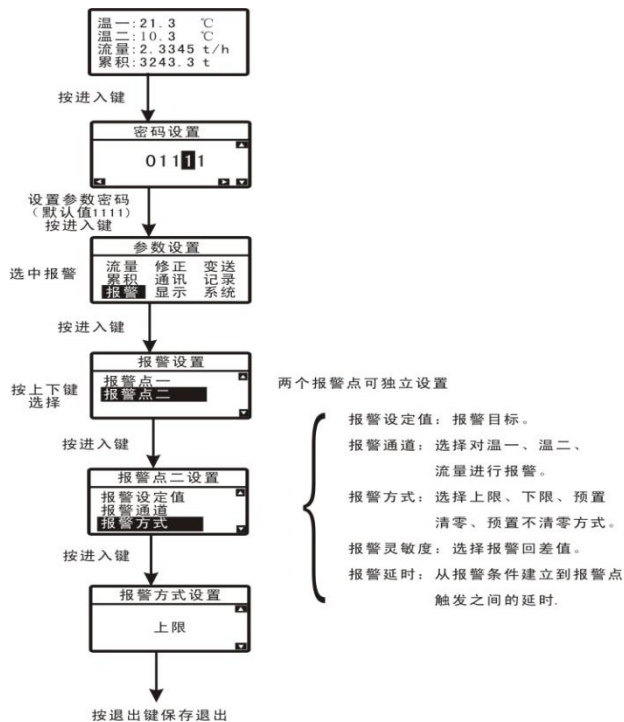 温一:21.3 ℃
温二:10.3 ℃
流量:2.3345 t/h
累积:3243.3 t
按进入键
密码设置
01111
设置参数密码
(默认值1111)
按进入键
参数设置
选中报警
流量 修正 变送
累积 通讯 记录
报警 显示 系统
按进入键
报警设置
按上下键
选择
报警点一
报警点二
按进入键
报警点二设置
报警设定值
报警通道
报警方式
按进入键
报警方式设置
上限
按退出键保存退出
两个报警点可独立设置
报警设定值: 报警目标。
报警通道: 选择对温一、温二、
流量进行报警。
报警方式: 选择上限、下限、预置
清零、预置不清零方式。
报警灵敏度: 选择报警回差值。
报警延时: 从报警条件建立到报警点
触发之间的延时.